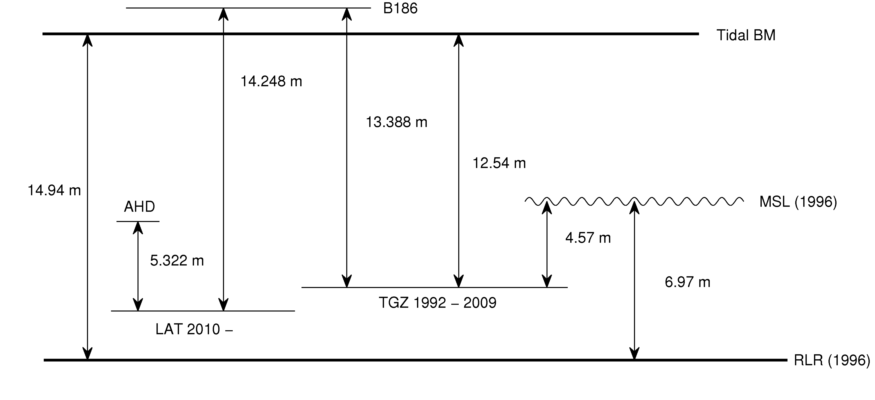 B186
Tidal BM
14.248 m
13.388 m
12.54 m
14.94 m
AHD
MSL (1996)
4.57 m
5.322 m
6.97 m
TGZ 1992 − 2009
LAT 2010 −
RLR (1996)